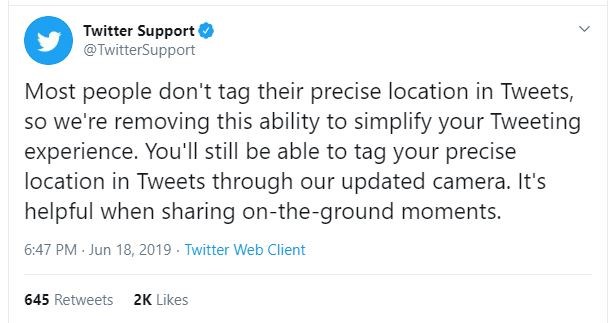 Twitter Support
@TwitterSupport
Most people don't tag their precise location in Tweets,
so we're removing this ability to simplify your Tweeting
experience. You'll still be able to tag your precise
location in Tweets through our updated camera. It's
helpful when sharing on-the-ground moments.
6:47 PM · Jun 18, 2019 · Twitter Web Client
645 Retweets 2K Likes